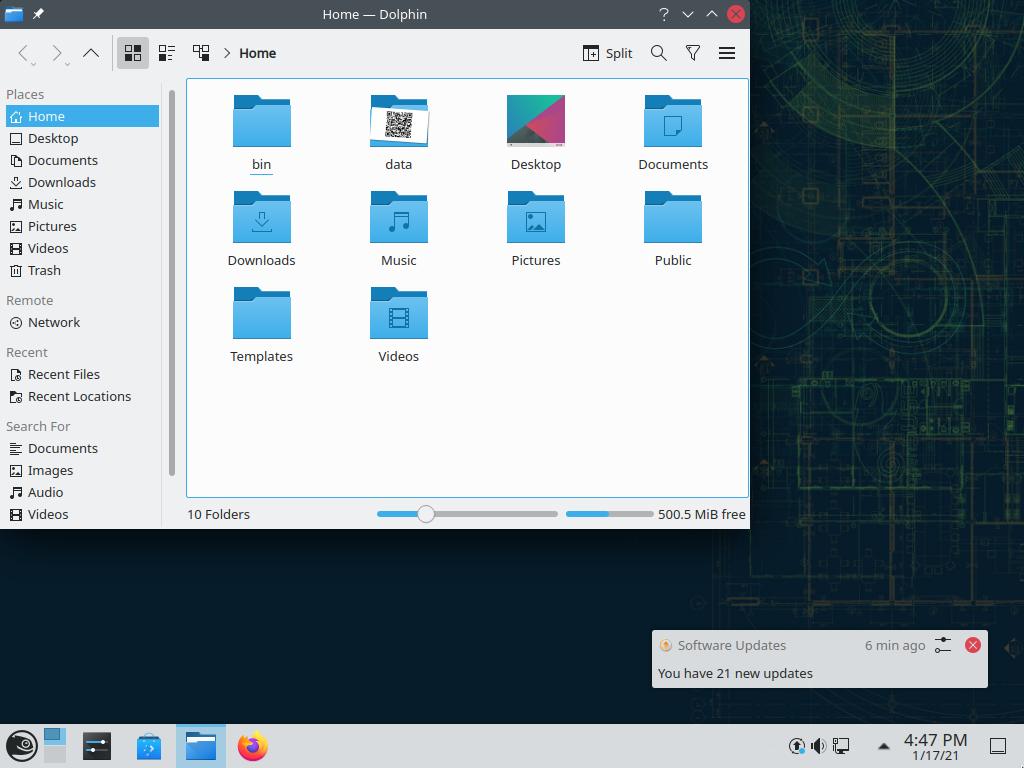 Home — Dolphin
Home
Split
Places
Home
Desktop
Documents
Downloads
Music
Pictures
Videos
Trash
Remote
Network
Recent
Recent Files
Recent Locations
Search For
Documents
Images
Audio
Videos
bin
data
Desktop
Documents
Downloads
Music
Pictures
Public
Templates
Videos
10 Folders
500.5 MiB free
Software Updates
6 min ago
You have 21 new updates
4:47 PM
1/17/21